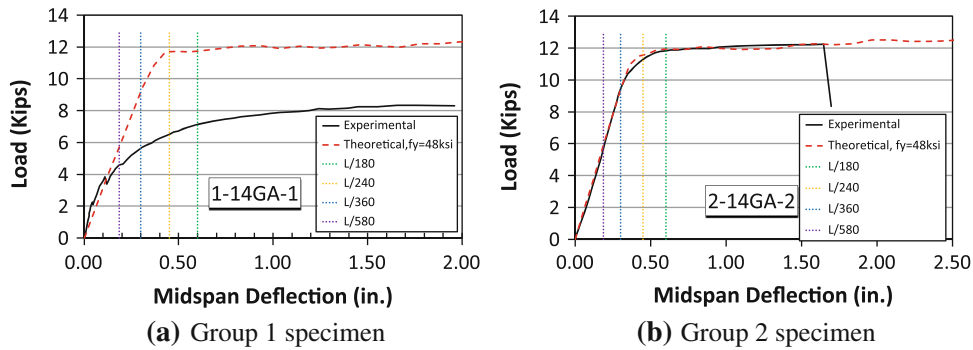 14
12
10
8
6
4
2
0
Load (Kips)
0.00
0.50
1.00
1.50
2.00
Midspan Deflection (in.)
1-14GA-1
Experimental
Theoretical,fy=48ksi
L/180
L/240
L/360
L/580
(a) Group 1 specimen
14
12
10
8
6
4
2
0
Load (Kips)
0.00
0.50
1.00
1.50
2.00
2.50
Midspan Deflection (in.)
2-14GA-2
Experimental
Theoretical, fy=48ksi
L/180
L/240
L/360
L/580
(b) Group 2 specimen